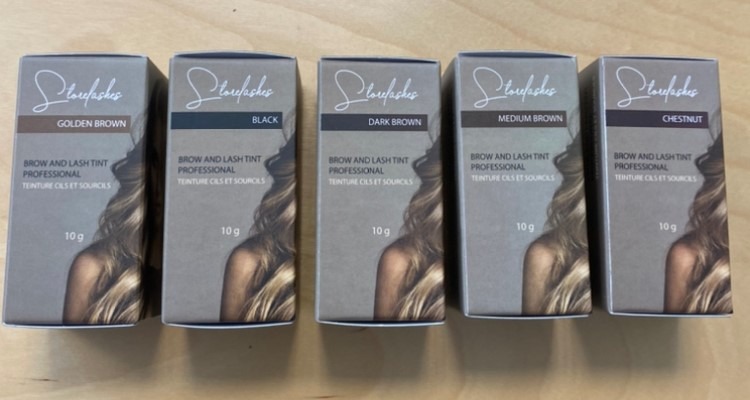 Storelashes
GOLDEN BROWN
BROW AND LASH TINT
PROFESSIONAL
TEINTURE CILS ET SOURCILS
10 g
Storelashes
BLACK
BROW AND LASH TINT
PROFESSIONAL
TEINTURE CILS ET SOURCILS
10 g
Storelashes
DARK BROWN
BROW AND LASH TINT
PROFESSIONAL
TEINTURE CILS ET SOURCILS
10 g
Storelashes
MEDIUM BROWN
BROW AND LASH TINT
PROFESSIONAL
TEINTURE CILS ET SOURCILS
10 g
Storelashes
CHESTNUT
BROW AND LASH TINT
PROFESSIONAL
TEINTURE CILS ET SOURCILS
10 g